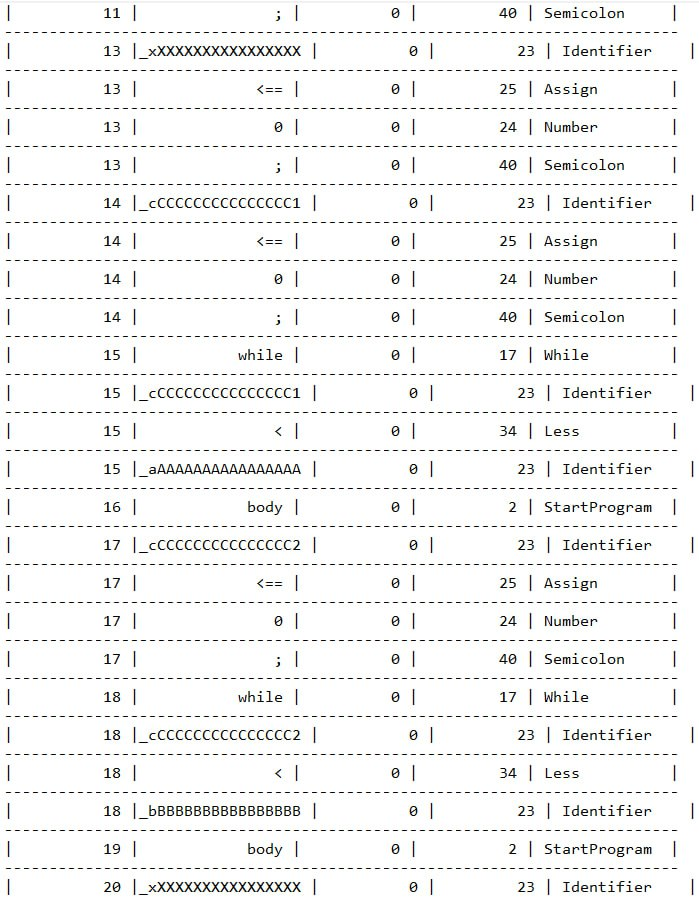 | 11 | ; | 0 | 40 | Semicolon |
| 13 |_xXXXXXXXXXXXXXXXX | 0 | 23 | Identifier |
| 13 | <== | 0 | 25 | Assign |
| 13 | 0 | 0 | 24 | Number |
| 13 | ; | 0 | 40 | Semicolon |
| 14 |_cCCCCCCCCCCCCCCC1 | 0 | 23 | Identifier |
| 14 | <== | 0 | 25 | Assign |
| 14 | 0 | 0 | 24 | Number |
| 14 | ; | 0 | 40 | Semicolon |
| 15 | while | 0 | 17 | While |
| 15 |_cCCCCCCCCCCCCCCC1 | 0 | 23 | Identifier |
| 15 | < | 0 | 34 | Less |
| 15 |_aAAAAAAAAAAAAAAAA | 0 | 23 | Identifier |
| 16 | body | 0 | 2 | StartProgram |
| 17 |_cCCCCCCCCCCCCCCC2 | 0 | 23 | Identifier |
| 17 | <== | 0 | 25 | Assign |
| 17 | 0 | 0 | 24 | Number |
| 17 | ; | 0 | 40 | Semicolon |
| 18 | while | 0 | 17 | While |
| 18 |_cCCCCCCCCCCCCCCC2 | 0 | 23 | Identifier |
| 18 | < | 0 | 34 | Less |
| 18 |_bBBBBBBBBBBBBBBBB | 0 | 23 | Identifier |
| 19 | body | 0 | 2 | StartProgram |
| 20 |_xXXXXXXXXXXXXXXXX | 0 | 23 | Identifier |